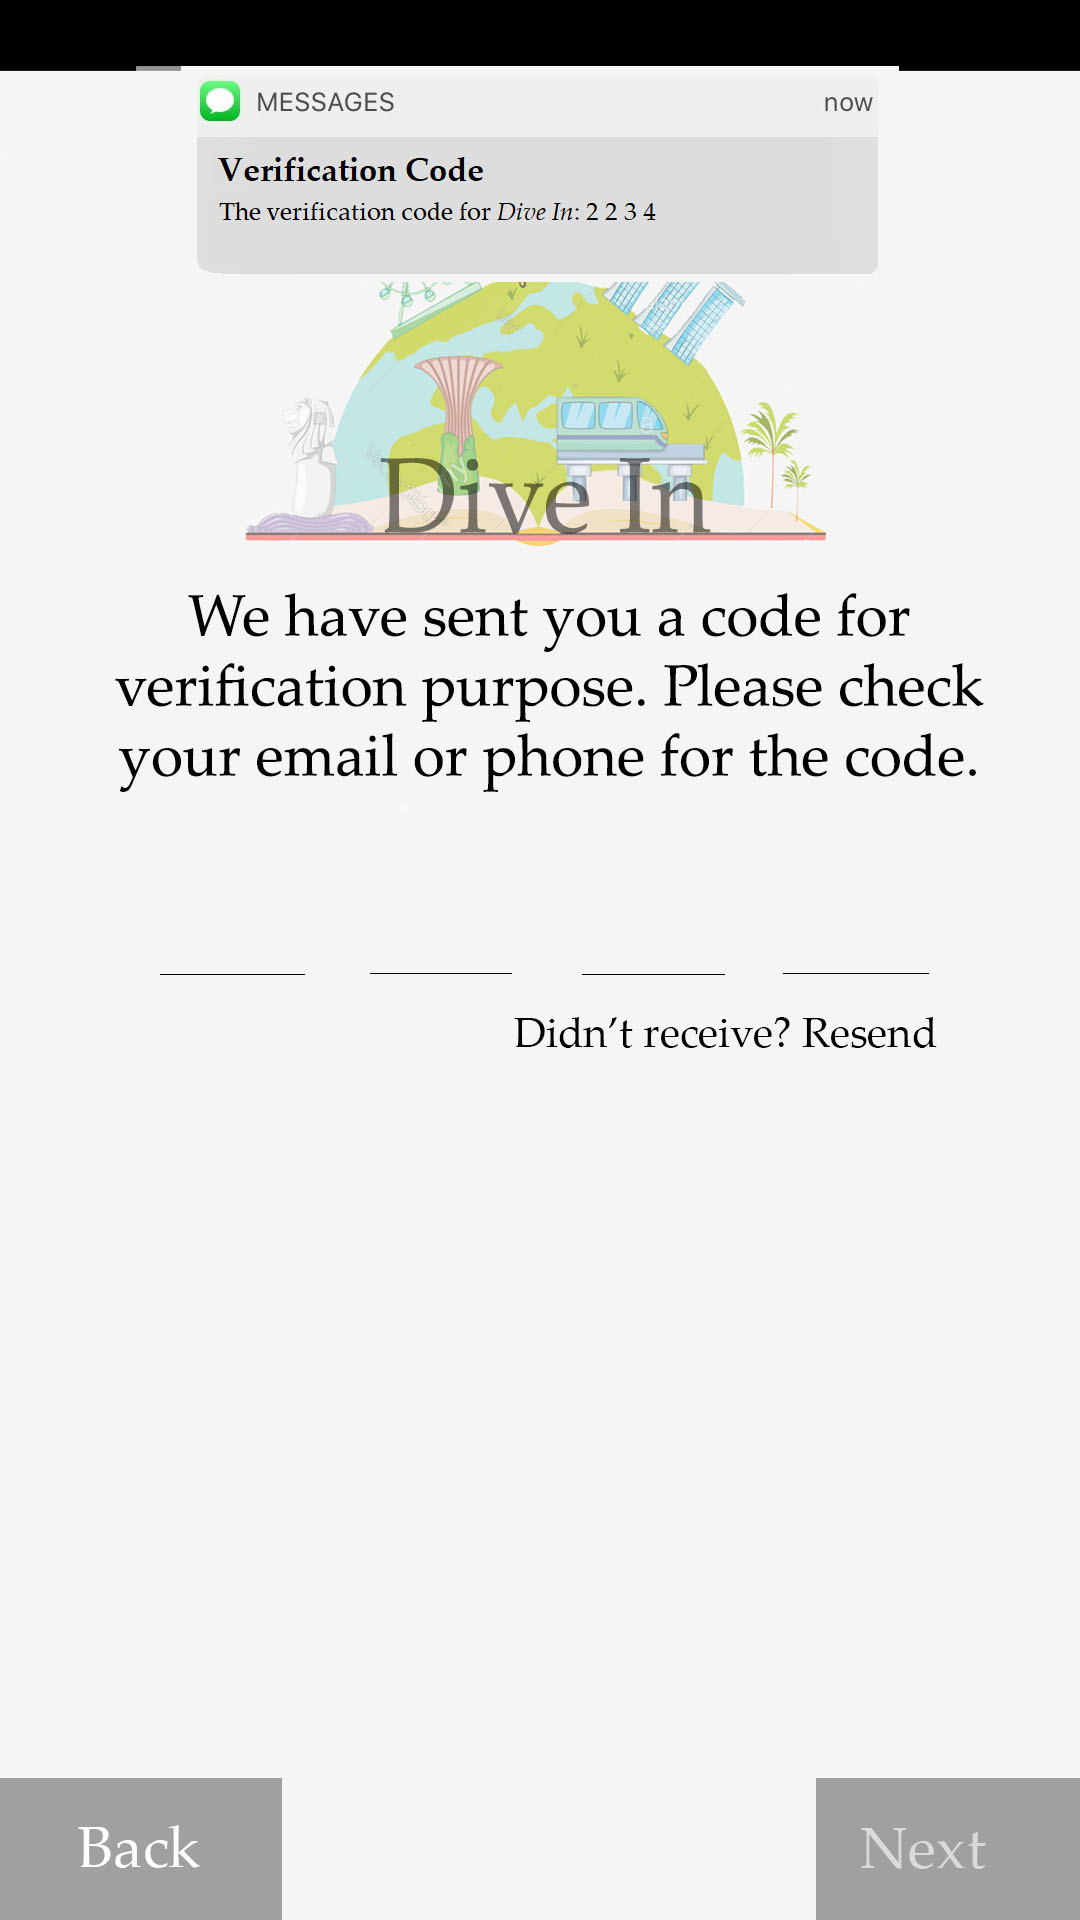 MESSAGES now
Verification Code
The verification code for Dive In: 2 2 3 4
Dive In
We have sent you a code for
verification purpose. Please check
your email or phone for the code.
Didn’t receive? Resend
Back Next